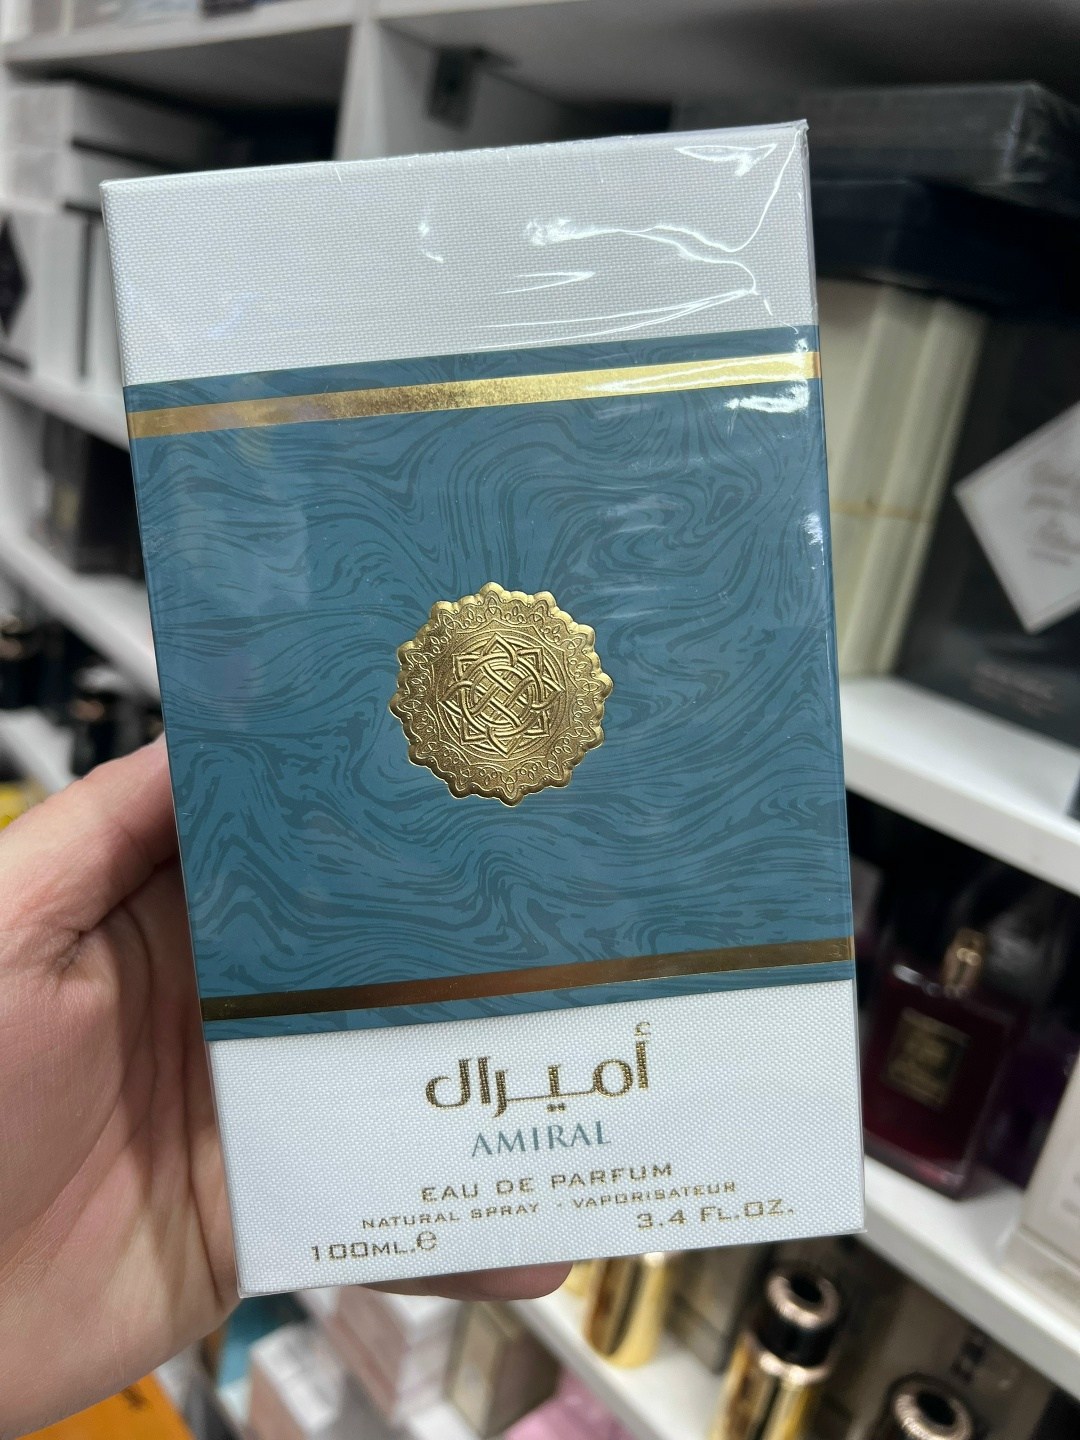 أميرال
AMIRAL
EAU DE PARFUM
NATURAL SPRAY · VAPORISATEUR
100ML.e 3.4 FL.OZ.